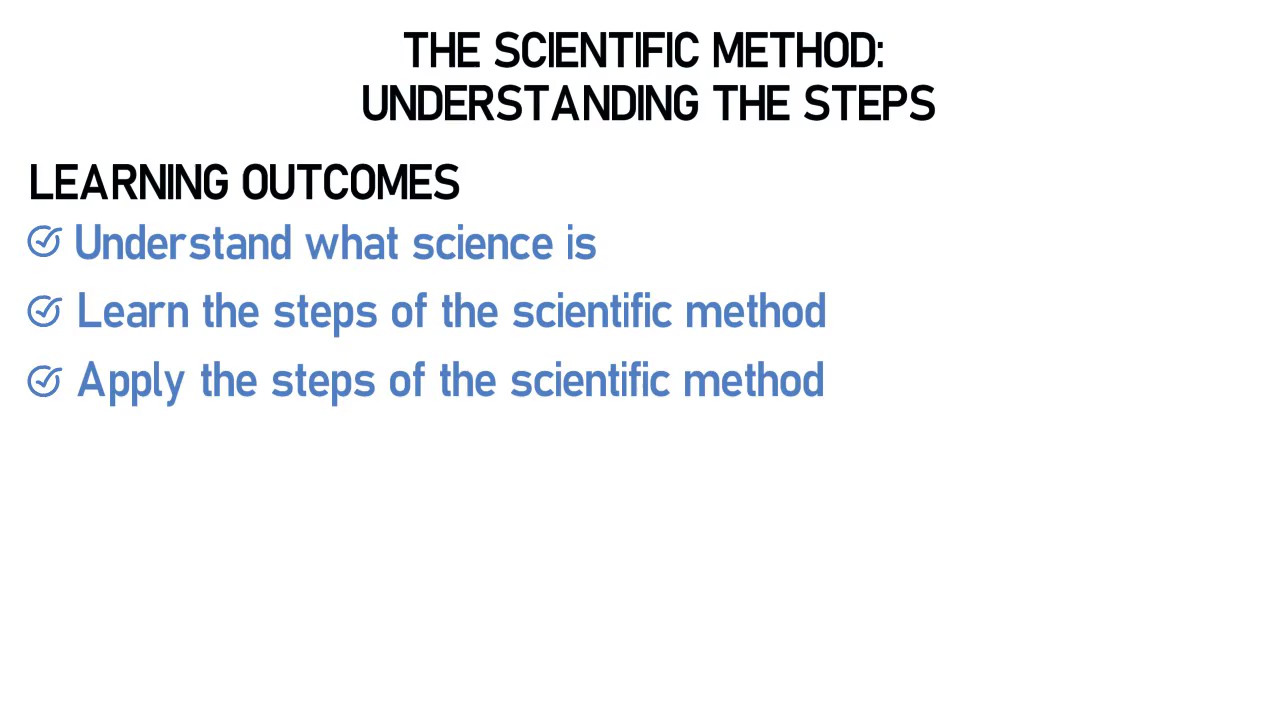 THE SCIENTIFIC METHOD:
UNDERSTANDING THE STEPS
LEARNING OUTCOMES
Understand what science is
Learn the steps of the scientific method
Apply the steps of the scientific method